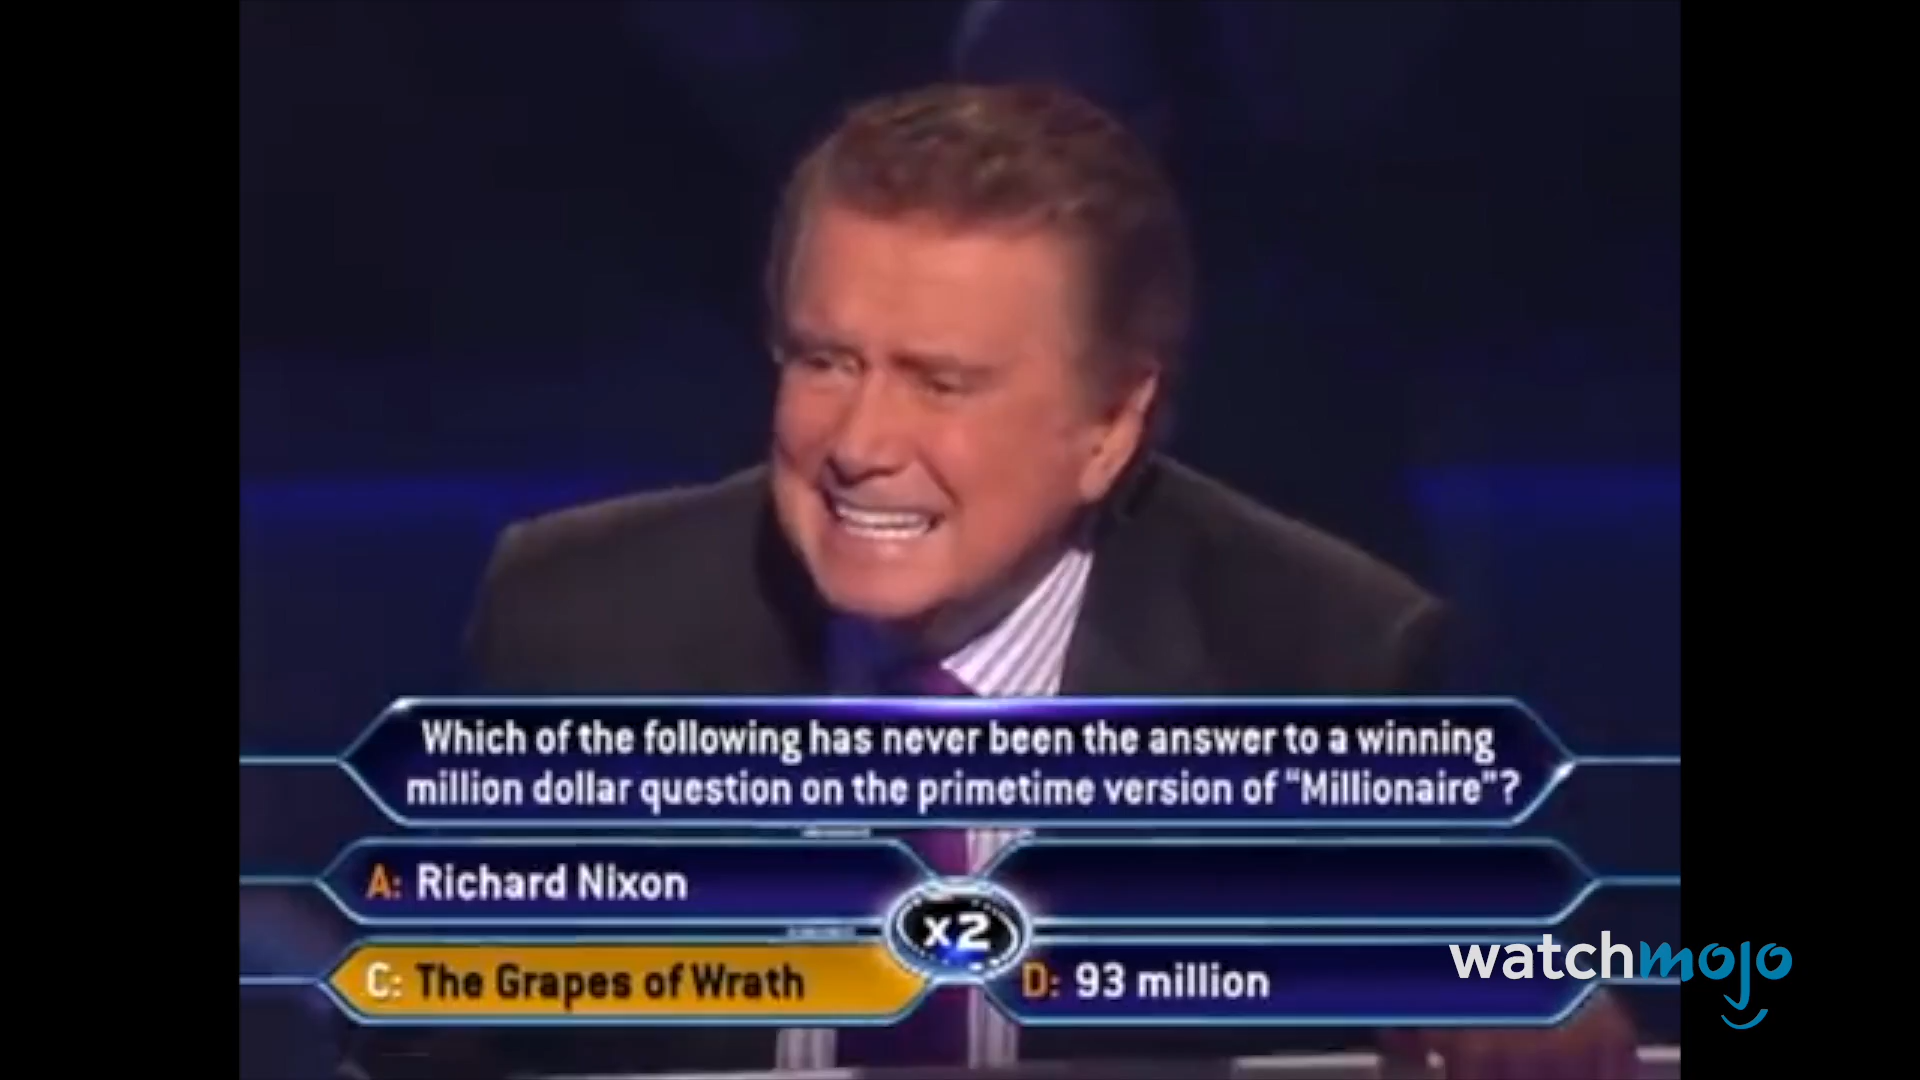 Which of the following has never been the answer to a winning
million dollar question on the primetime version of “Millionaire”?
A: Richard Nixon
x2
C: The Grapes of Wrath
D: 93 million
watchmojo